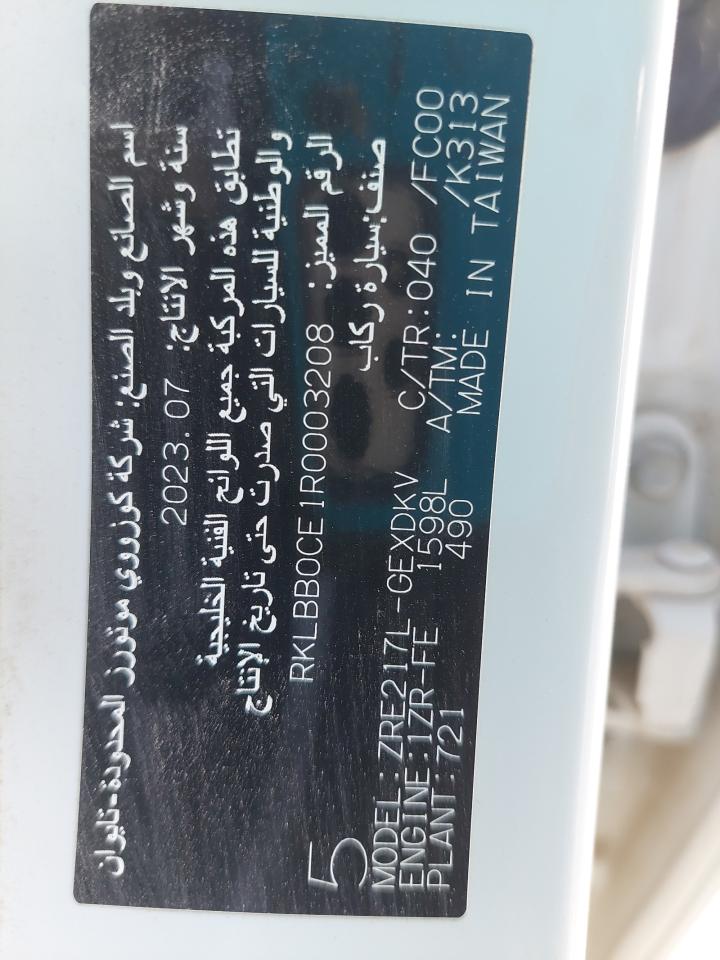 اسم الصانع وبلد الصنع: شركة كوزووي موتورز المحدودة-تايوان
سنة وشهر الانتاج: 2023.07
تطابق هذه المركبة جميع اللوائح الفنية الخليجية
والوطنية للسيارات التي صدرت حتى تاريخ الإنتاج
الرقم المميز: RKLBB0CE1R0003208
صنف:سيارة ركاب
5
MODEL:ZRE217L-GEXDKV C/TR:040 /FC00
ENGINE:1ZR-FE 1598L A/TM: /K313
PLANT:721 490 MADE IN TAIWAN